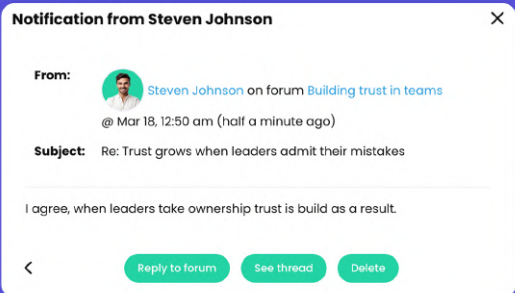 Notification from Steven Johnson
From:
Steven Johnson on forum Building trust in teams
@ Mar 18, 12:50 am (half a minute ago)
Subject: Re: Trust grows when leaders admit their mistakes
I agree, when leaders take ownership trust is build as a result.
Reply to forum See thread Delete